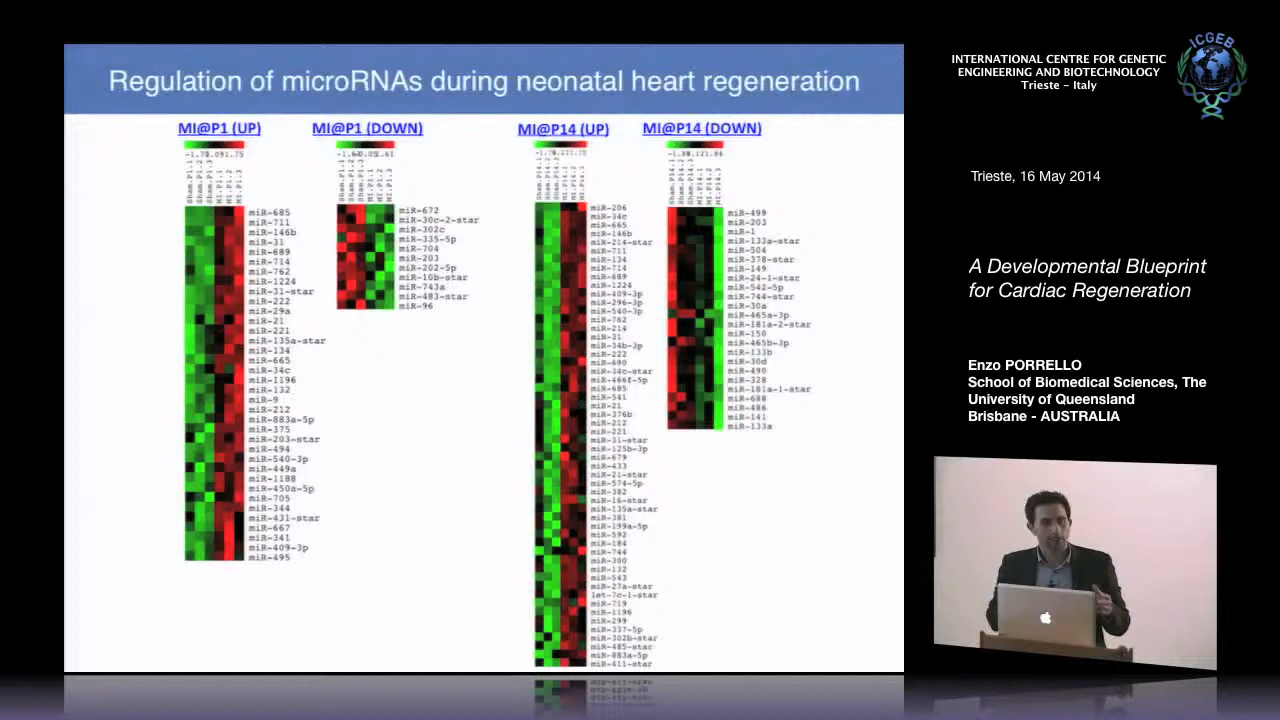 Regulation of microRNAs during neonatal heart regeneration
MI@P1 (UP)
miR-685
miR-711
miR-146b
miR-31
miR-689
miR-714
miR-762
miR-1224
miR-31-star
miR-222
miR-29a
miR-21
miR-221
miR-135a-star
miR-134
miR-665
miR-34c
miR-1196
miR-132
miR-9
miR-212
miR-883a-5p
miR-375
miR-203-star
miR-494
miR-540-3p
miR-449a
miR-1188
miR-450a-5p
miR-705
miR-344
miR-431-star
miR-667
miR-341
miR-409-3p
miR-495
MI@P1 (DOWN)
miR-672
miR-30c-2-star
miR-302c
miR-335-5p
miR-704
miR-203
miR-202-5p
miR-10b-star
miR-743a
miR-483-star
miR-96
MI@P14 (UP)
miR-206
miR-34c
miR-665
miR-146b
miR-214-star
miR-711
miR-134
miR-714
miR-689
miR-1224
miR-409-3p
miR-296-3p
miR-540-3p
miR-762
miR-214
miR-31
miR-34b-3p
miR-222
miR-690
miR-34c-star
miR-466f-5p
miR-685
miR-541
miR-21
miR-376b
miR-212
miR-221
miR-31-star
miR-125b-3p
miR-679
miR-433
miR-21-star
miR-574-5p
miR-382
miR-16-star
miR-135a-star
miR-381
miR-199a-5p
miR-592
miR-184
miR-744
miR-300
miR-132
miR-543
miR-27a-star
let-7c-1-star
miR-719
miR-1196
miR-299
miR-337-5p
miR-302b-star
miR-485-star
miR-883a-5p
miR-411-star
MI@P14 (DOWN)
miR-499
miR-203
miR-1
miR-133a-star
miR-504
miR-378-star
miR-149
miR-24-1-star
miR-542-5p
miR-744-star
miR-30a
miR-465a-3p
miR-181a-2-star
miR-150
miR-465b-3p
miR-133b
miR-30d
miR-490
miR-328
miR-181a-1-star
miR-688
miR-486
miR-141
miR-133a
INTERNATIONAL CENTRE FOR GENETIC
ENGINEERING AND BIOTECHNOLOGY
Trieste - Italy
ICGEB
Trieste, 16 May 2014
A Developmental Blueprint
for Cardiac Regeneration
Enzo PORRELLO
School of Biomedical Sciences, The
University of Queensland
Brisbane - AUSTRALIA